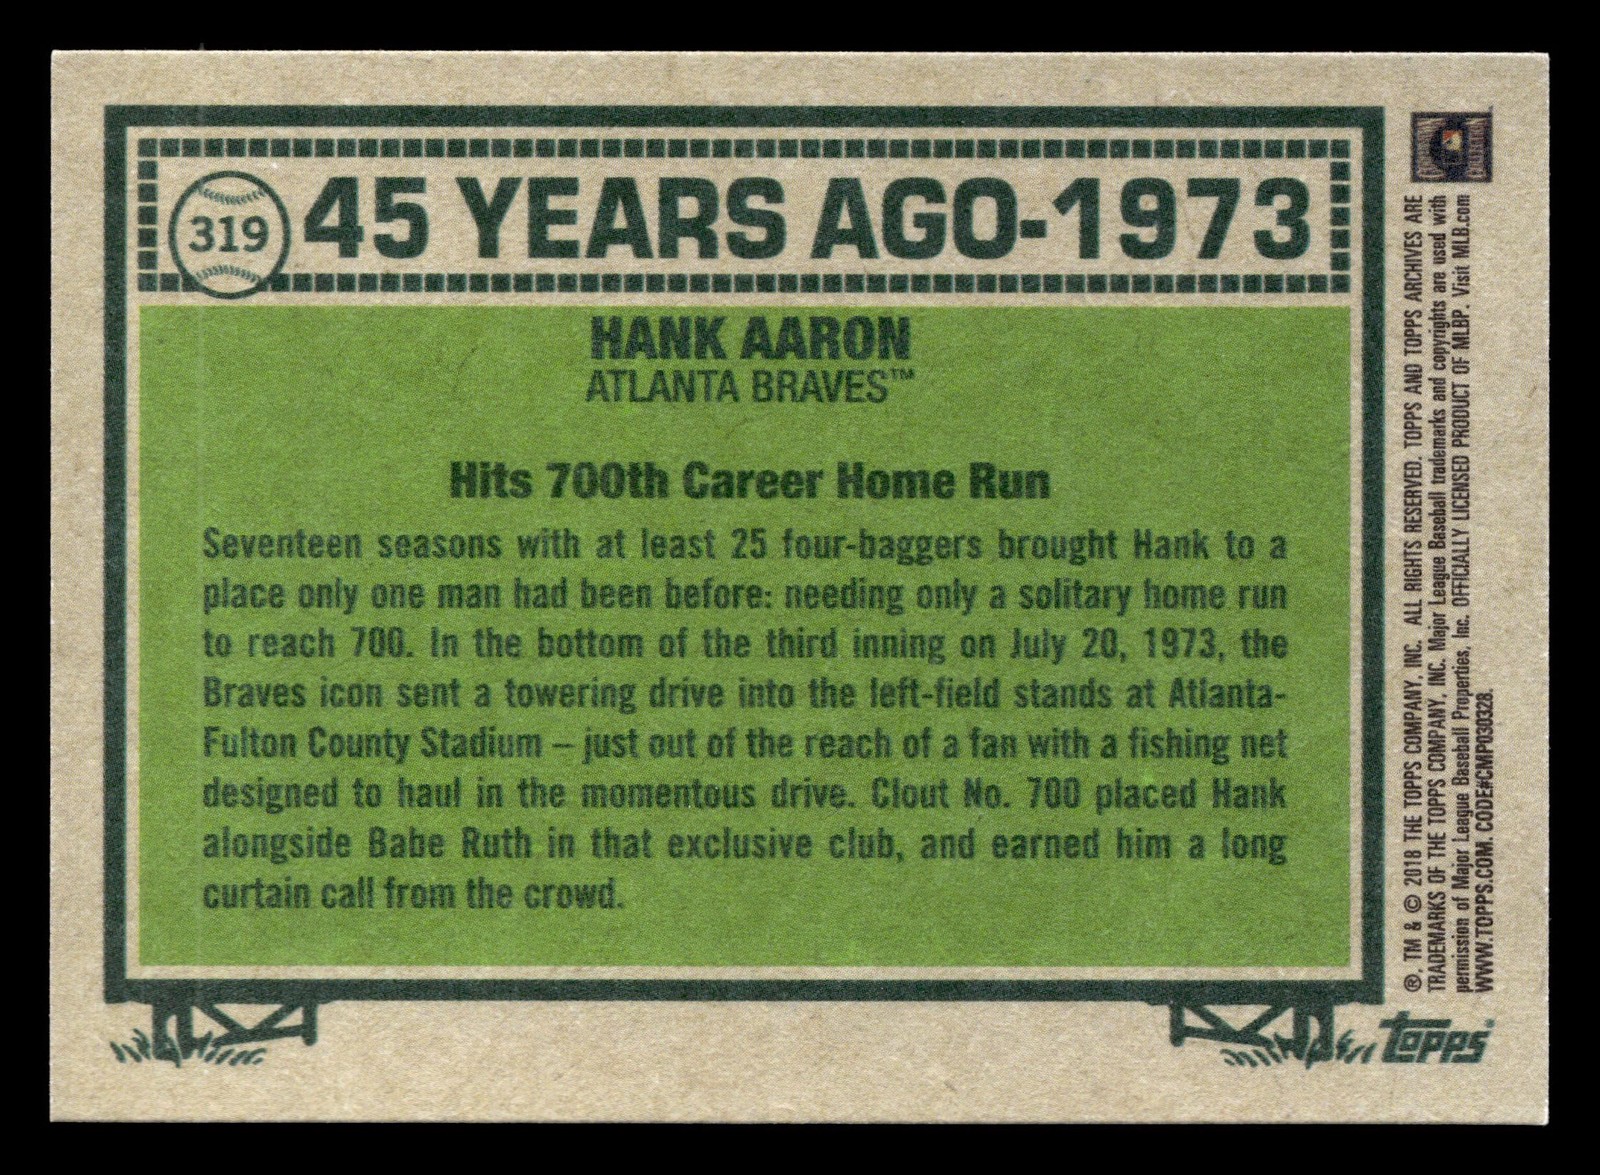 319
45 YEARS AGO-1973
HANK AARON
ATLANTA BRAVES™
Hits 700th Career Home Run
Seventeen seasons with at least 25 four-baggers brought Hank to a
place only one man had been before: needing only a solitary home run
to reach 700. In the bottom of the third inning on July 20, 1973, the
Braves icon sent a towering drive into the left-field stands at Atlanta-
Fulton County Stadium – just out of the reach of a fan with a fishing net
designed to haul in the momentous drive. Clout No. 700 placed Hank
alongside Babe Ruth in that exclusive club, and earned him a long
curtain call from the crowd.
COLLECTION
®, TM & © 2018 THE TOPPS COMPANY, INC. ALL RIGHTS RESERVED. TOPPS AND TOPPS ARCHIVES ARE
TRADEMARKS OF THE TOPPS COMPANY, INC. Major League Baseball trademarks and copyrights are used with
permission of Major League Baseball Properties, Inc. OFFICIALLY LICENSED PRODUCT OF MLBP. Visit MLB.com
WWW.TOPPS.COM. CODE#CMP030328.
topps®